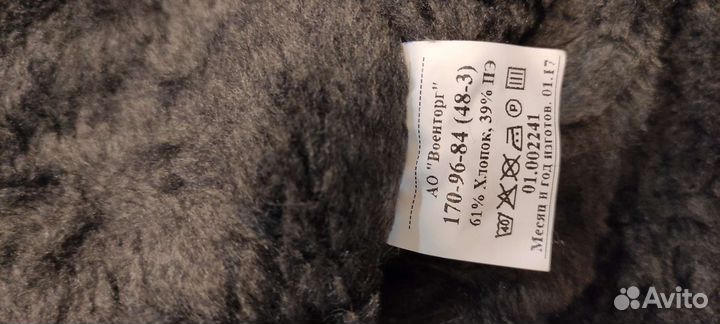 АО "Военторг"
170-96-84 (48-3)
61% Хлопок, 39% ПЭ
40 P
01.002241
Месяц и год изготов. 01.17
Avito